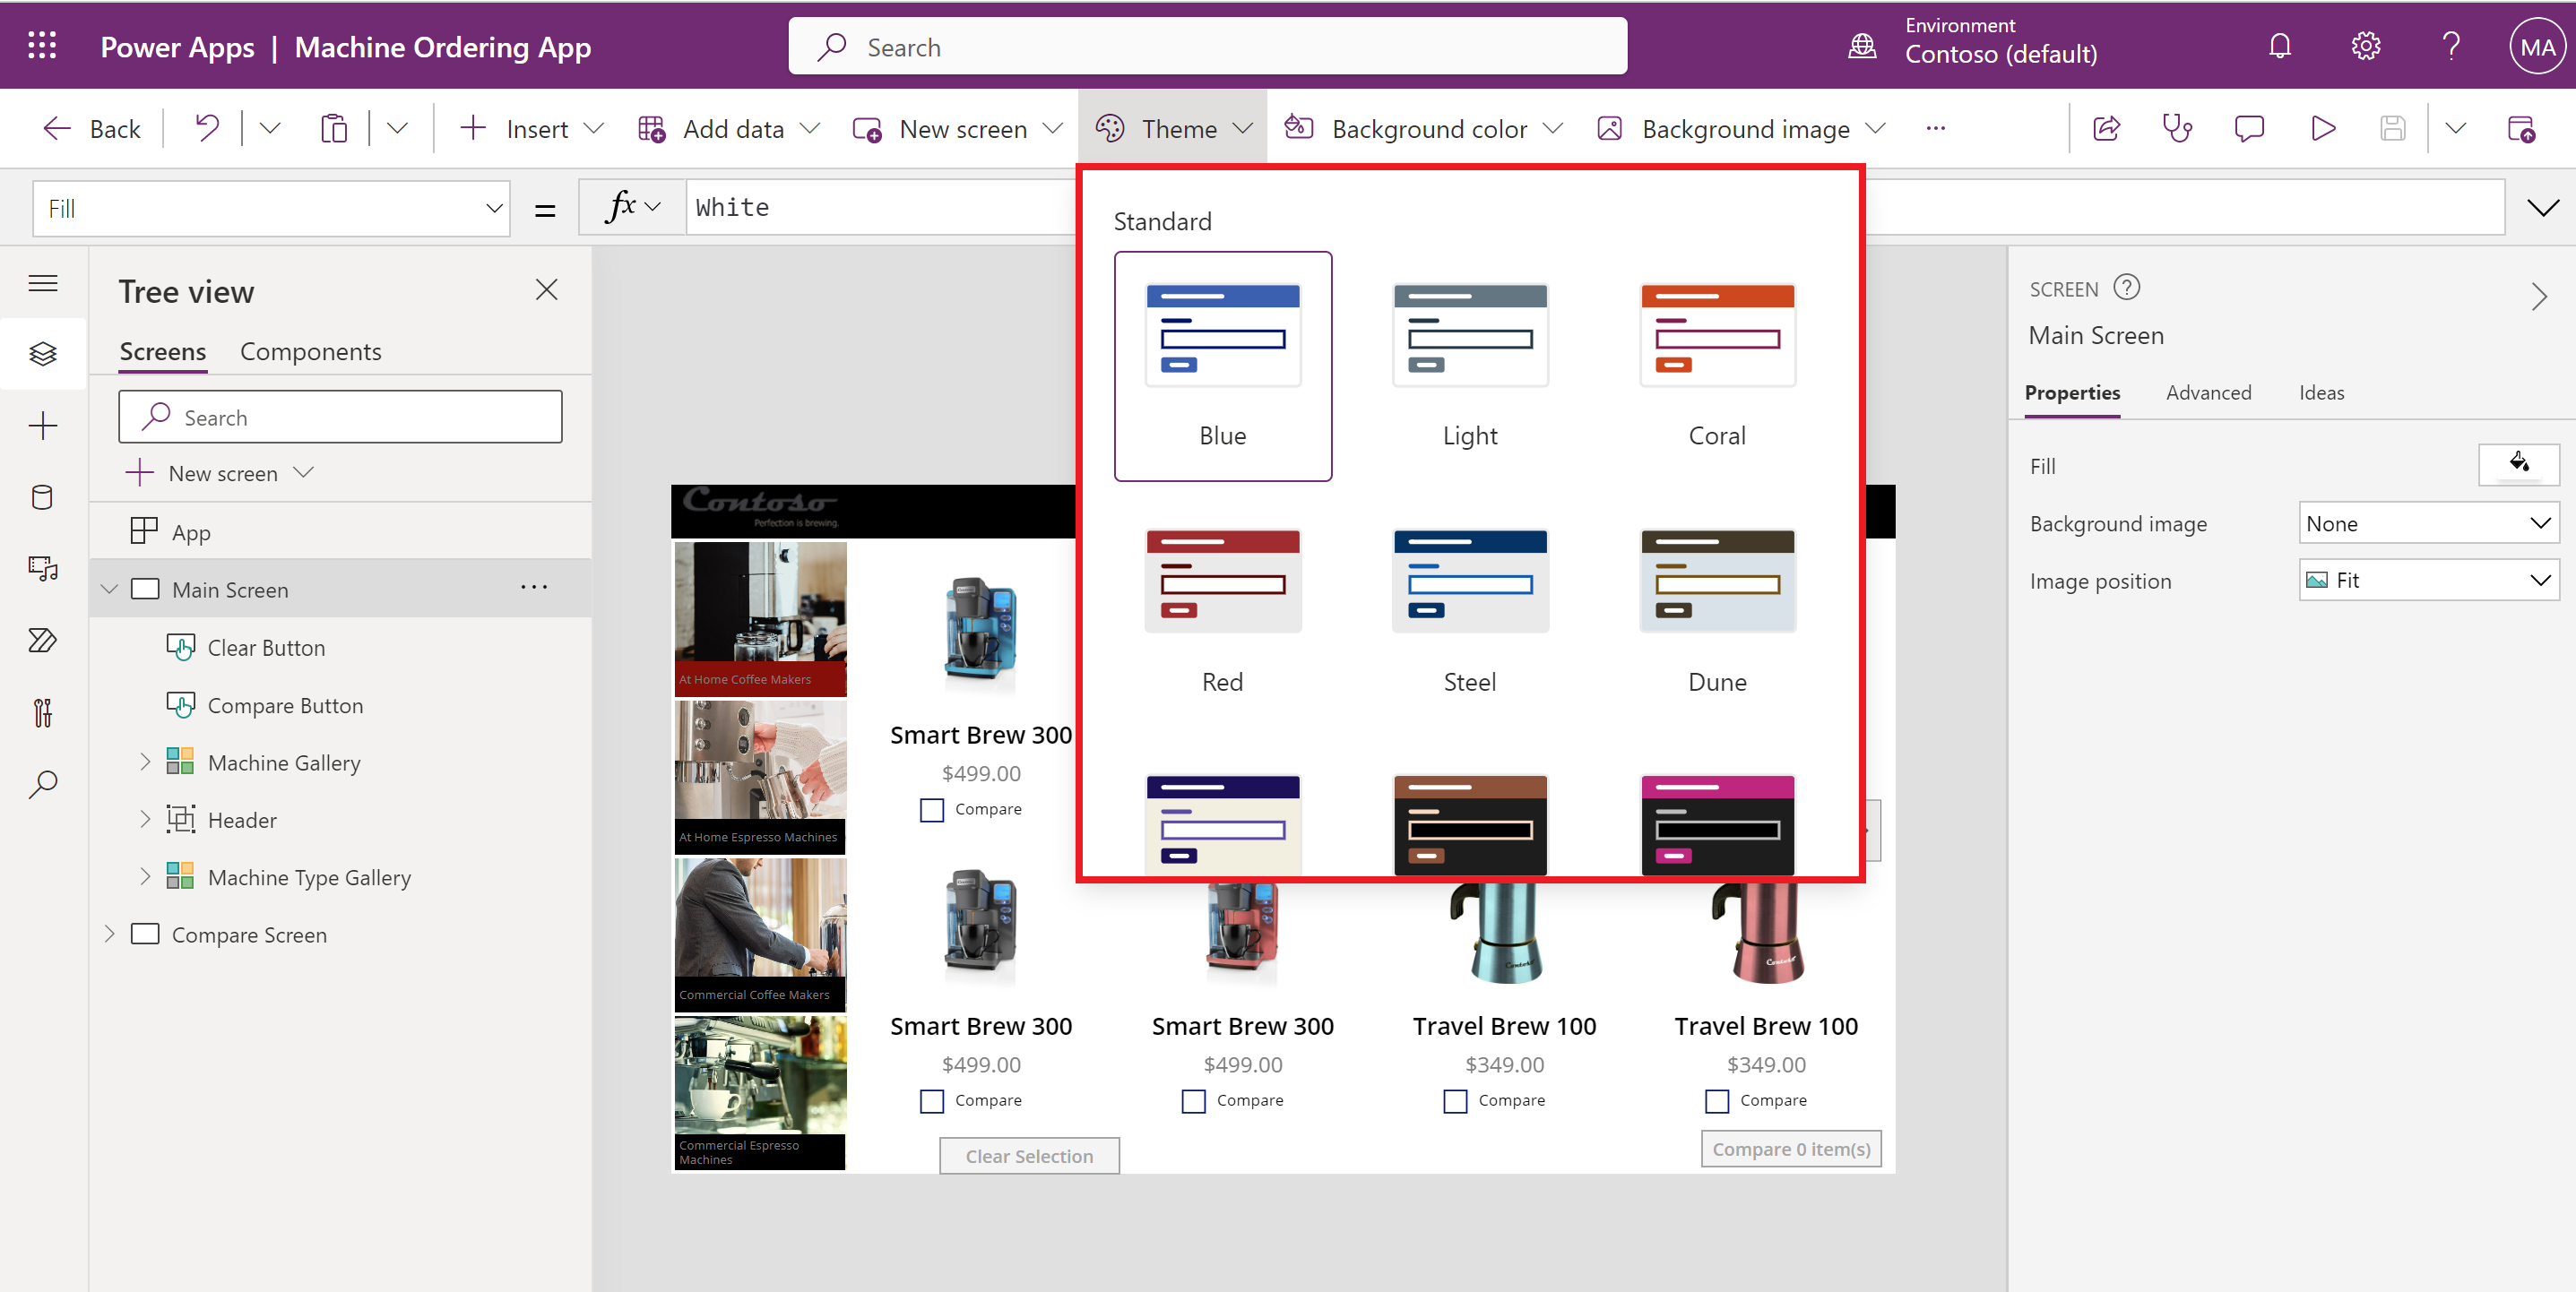 Power Apps | Machine Ordering App
Search
Environment
Contoso (default)
MA
Back
Insert
Add data
New screen
Theme
Background color
Background image
Fill
=
fx
White
Tree view
Screens
Components
Search
New screen
App
Main Screen
Clear Button
Compare Button
Machine Gallery
Header
Machine Type Gallery
Compare Screen
Standard
Blue
Light
Coral
Red
Steel
Dune
Contoso
Perfection is brewing.
At Home Coffee Makers
At Home Espresso Machines
Commercial Coffee Makers
Commercial Espresso
Machines
Smart Brew 300
$499.00
Compare
Smart Brew 300
$499.00
Compare
Smart Brew 300
$499.00
Compare
Travel Brew 100
$349.00
Compare
Travel Brew 100
$349.00
Compare
Clear Selection
Compare 0 item(s)
SCREEN
Main Screen
Properties
Advanced
Ideas
Fill
Background image
None
Image position
Fit